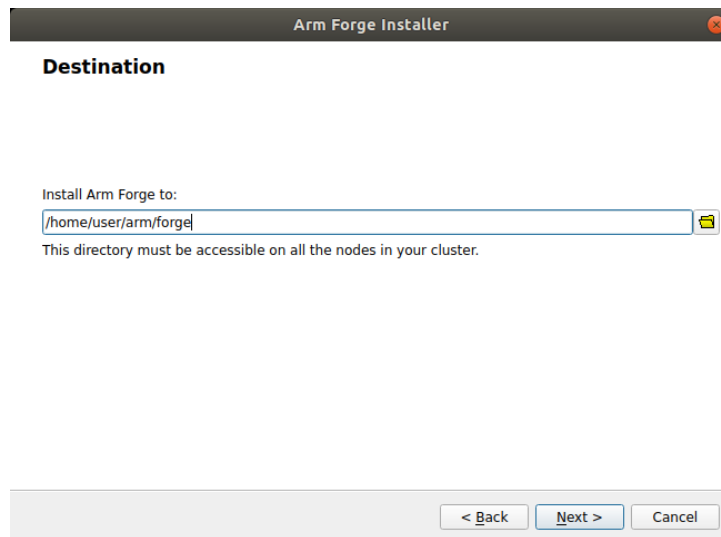 Arm Forge Installer
Destination
Install Arm Forge to:
/home/user/arm/forge
This directory must be accessible on all the nodes in your cluster.
< Back Next > Cancel